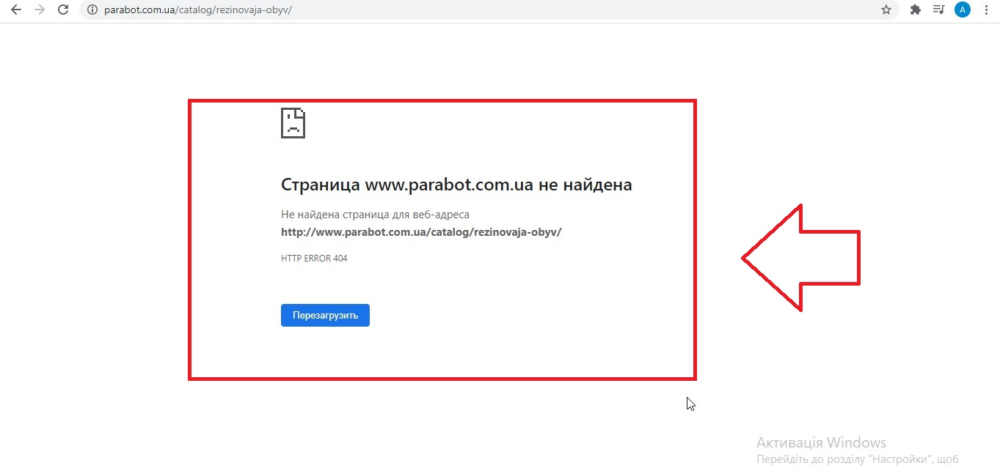 parabot.com.ua/catalog/rezinovaja-obyv/
A
Страница www.parabot.com.ua не найдена
Не найдена страница для веб-адреса
http://www.parabot.com.ua/catalog/rezinovaja-obyv/
HTTP ERROR 404
Перезагрузить
Активація Windows
Перейдіть до розділу "Настройки", щоб